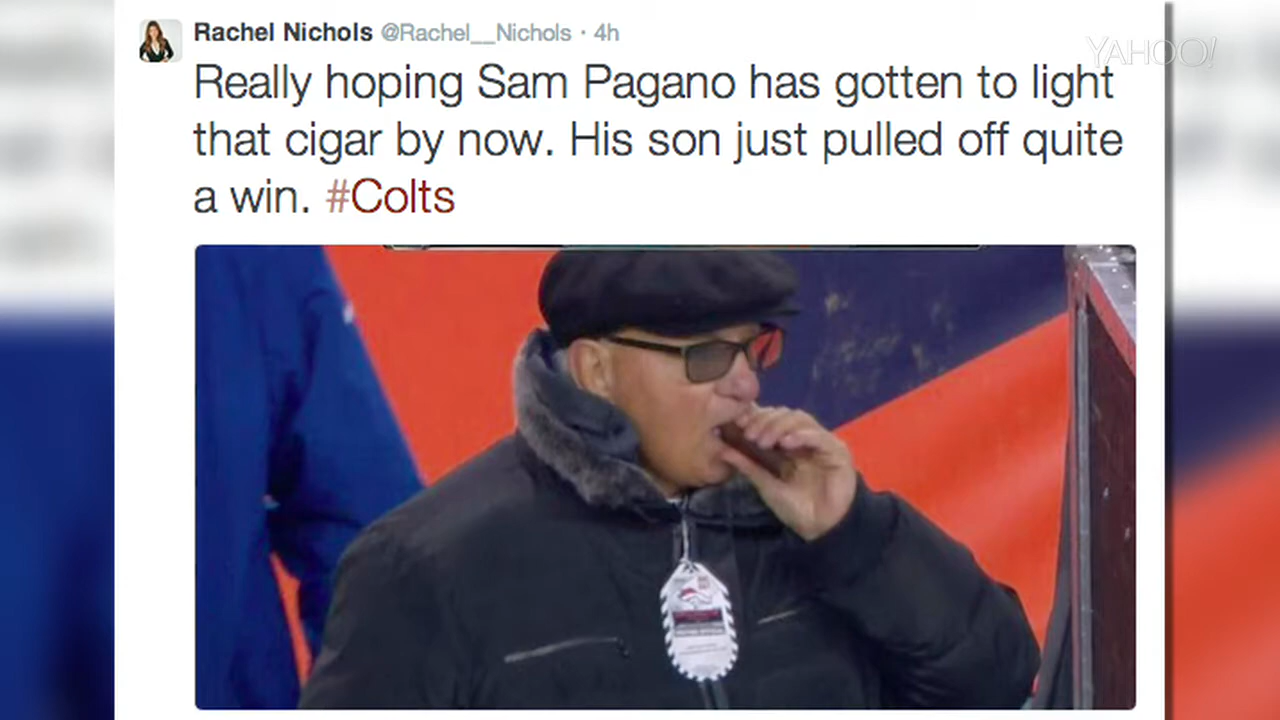 Rachel Nichols @Rachel__Nichols · 4h
YAHOO!
Really hoping Sam Pagano has gotten to light
that cigar by now. His son just pulled off quite
a win. #Colts